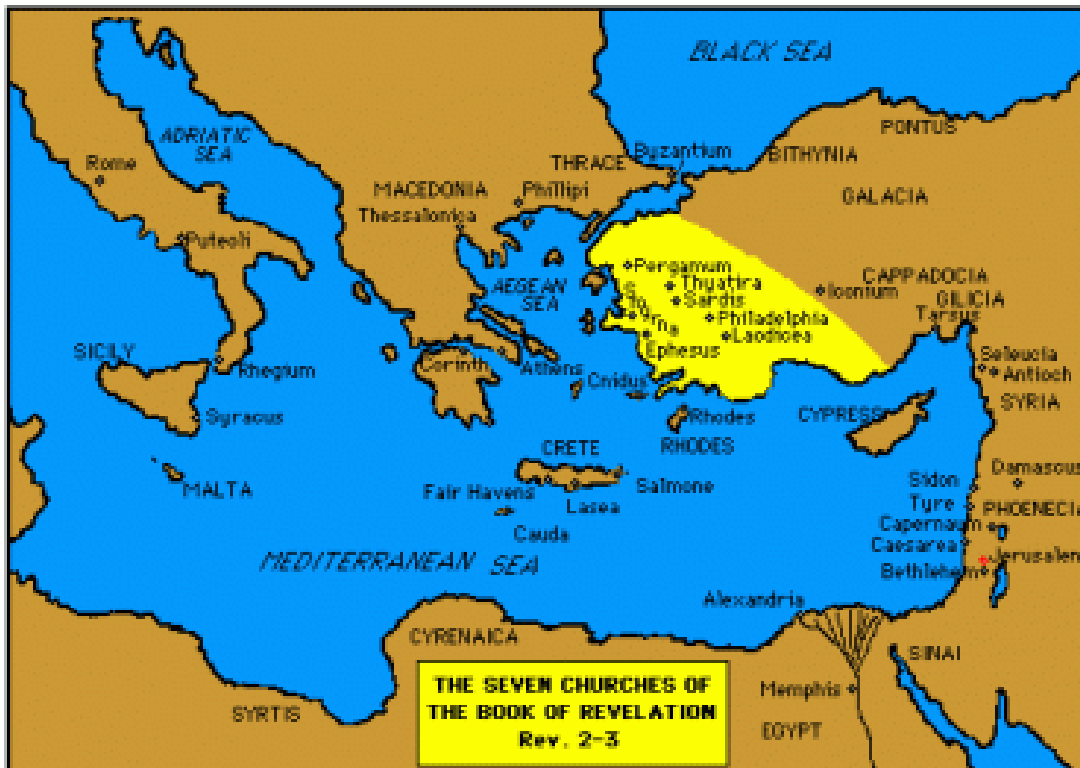 BLACK SEA
ADRIATIC
SEA
PONTUS
Byzantium
BITHYNIA
THRACE
Rome
MACEDONIA
Phillipi
GALACIA
Thessalonica
Puteoli
Pergamum
AEGEAN
SEA
Thyatira
CAPPADOCIA
Sardis
Iconium
GILICIA
Smyrna
Philadelphia
Tarsus
Laodicea
Ephesus
SICILY
Rhegium
Corinth
Athens
Cnidus
Seleucia
Antioch
SYRIA
Syracus
Rhodes
CYPRESS
RHODES
CRETE
MALTA
Fair Havens
Salmone
Lasea
Cauda
Damascus
Sidon
Tyre
PHOENECIA
Capernaum
Caesarea
Jerusalem
Bethlehem
MEDITERRANEAN SEA
Alexandria
CYRENAICA
SINAI
THE SEVEN CHURCHES OF
THE BOOK OF REVELATION
Rev. 2-3
Memphis
SYRTIS
EGYPT